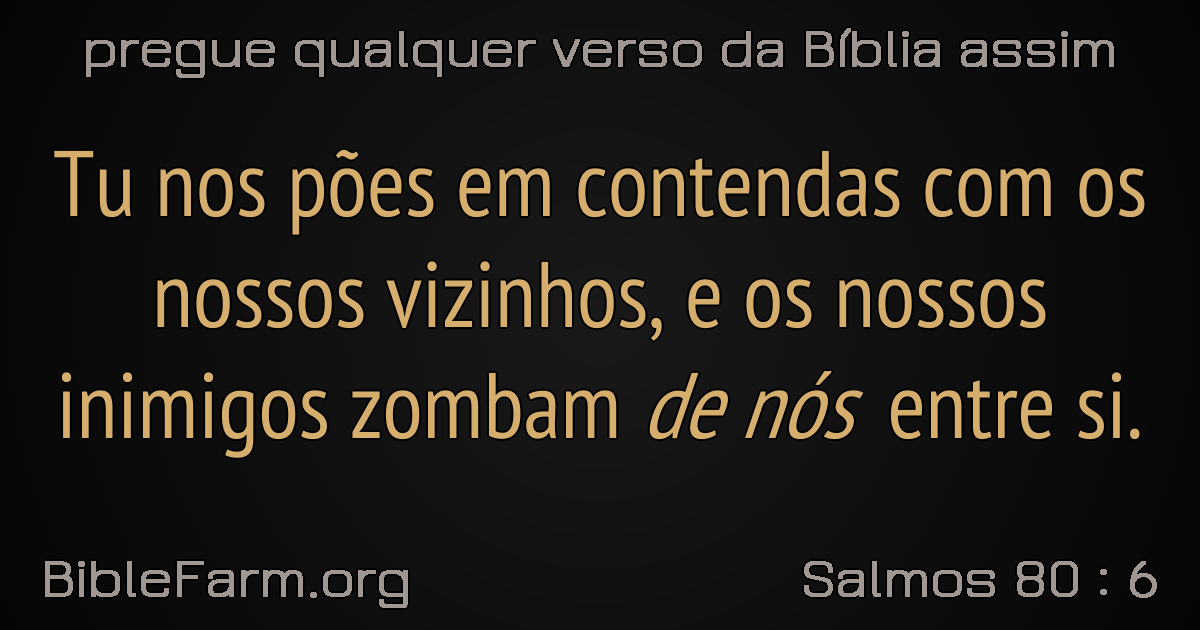 pregue qualquer verso da Bíblia assim
Tu nos pões em contendas com os
nossos vizinhos, e os nossos
inimigos zombam de nós entre si.
BibleFarm.org
Salmos 80 : 6